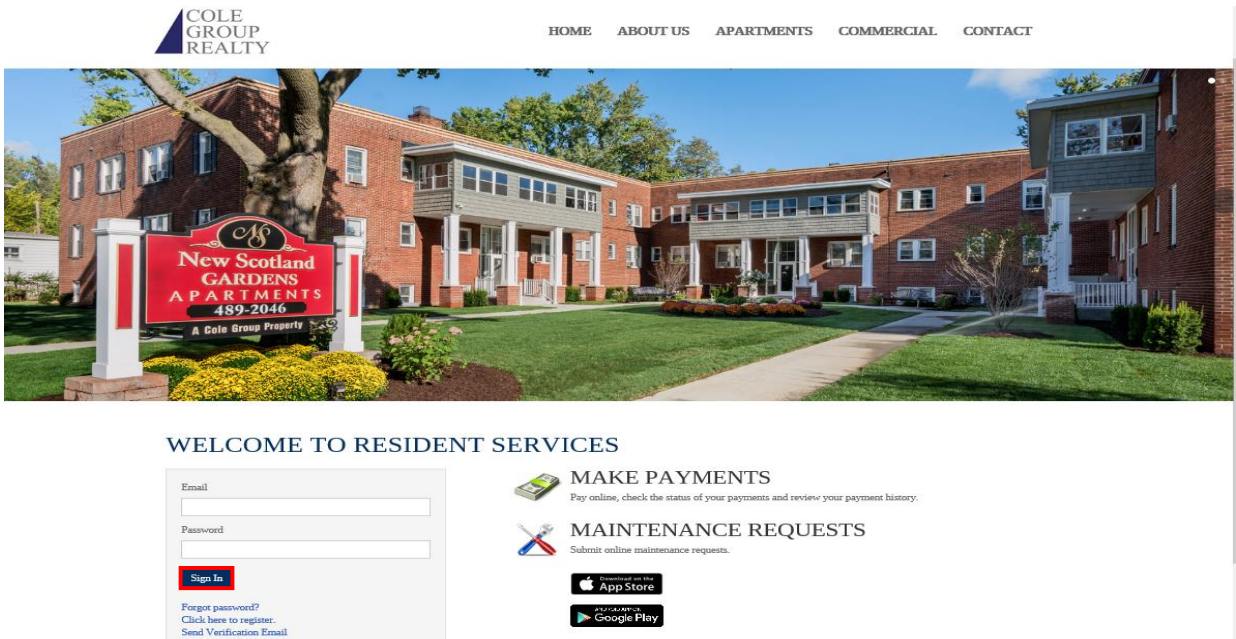 COLE
GROUP
REALTY
HOME ABOUT US APARTMENTS COMMERCIAL CONTACT
New Scotland
GARDENS
APARTMENTS
489-2046
A Cole Group Property
WELCOME TO RESIDENT SERVICES
Email
Password
Sign In
Forgot password?
Click here to register.
Send Verification Email
MAKE PAYMENTS
Pay online, check the status of your payments and review your payment history.
MAINTENANCE REQUESTS
Submit online maintenance requests.
Download on the
App Store
Google Play